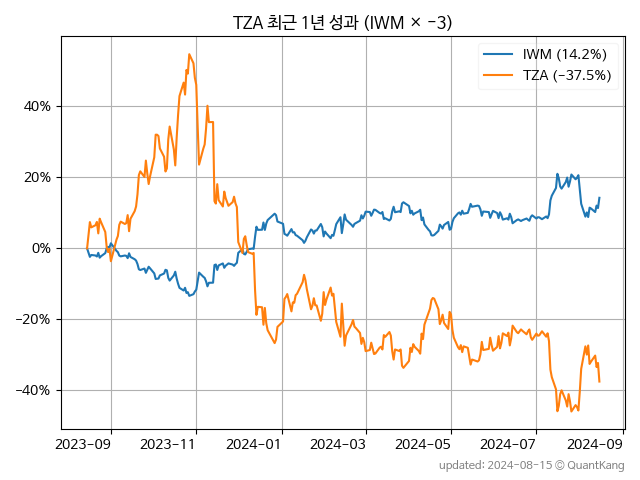 TZA 최근 1년 성과 (IWM × −3)
IWM (14.2%)
TZA (−37.5%)
40%
20%
0%
−20%
−40%
2023-09 2023-11 2024-01 2024-03 2024-05 2024-07 2024-09
updated: 2024-08-15 © QuantKang